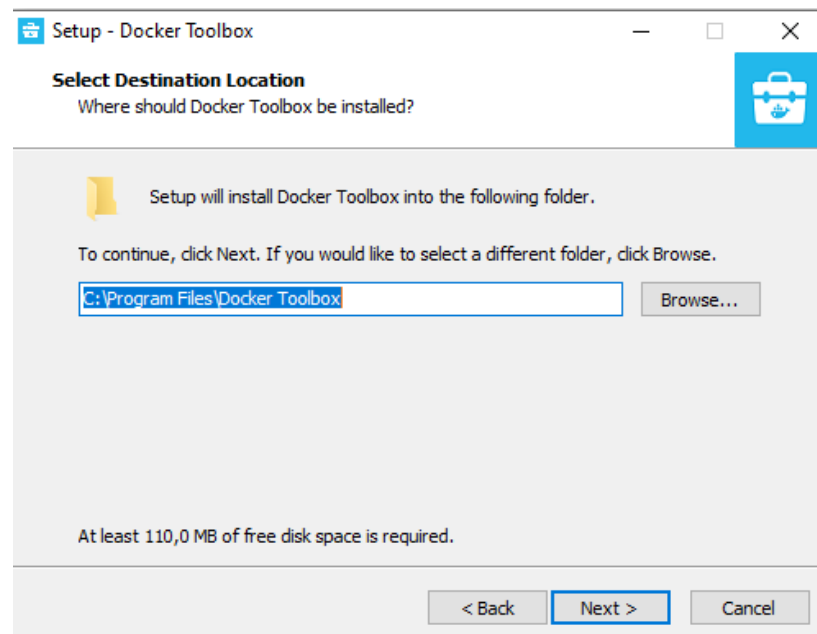 Setup - Docker Toolbox
Select Destination Location
Where should Docker Toolbox be installed?
Setup will install Docker Toolbox into the following folder.
To continue, click Next. If you would like to select a different folder, click Browse.
C:\Program Files\Docker Toolbox
Browse...
At least 110,0 MB of free disk space is required.
< Back
Next >
Cancel